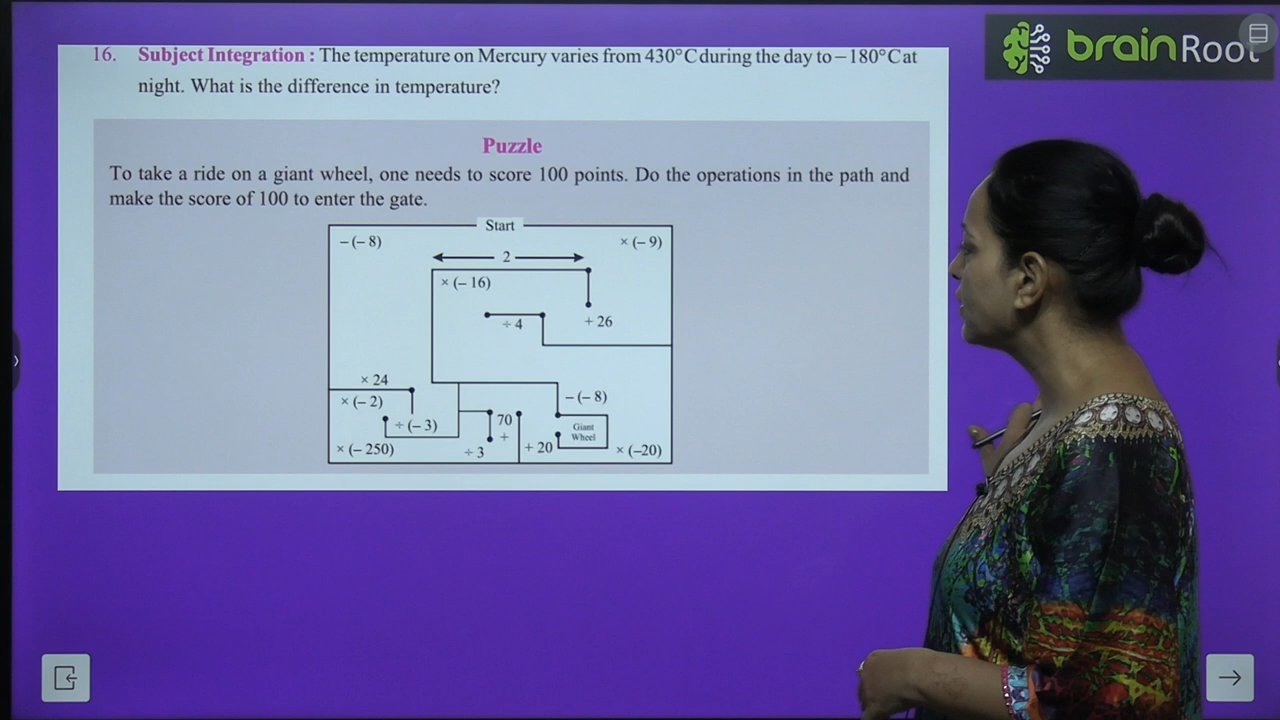 brainRoot
16. Subject Integration : The temperature on Mercury varies from 430°C during the day to – 180°C at
night. What is the difference in temperature?
Puzzle
To take a ride on a giant wheel, one needs to score 100 points. Do the operations in the path and
make the score of 100 to enter the gate.
Start
– (– 8)
× (– 9)
2
× (– 16)
÷ 4
+ 26
× 24
× (– 2)
– (– 8)
÷ (– 3)
70
÷
Giant
Wheel
× (– 250)
÷ 3
+ 20
× (–20)